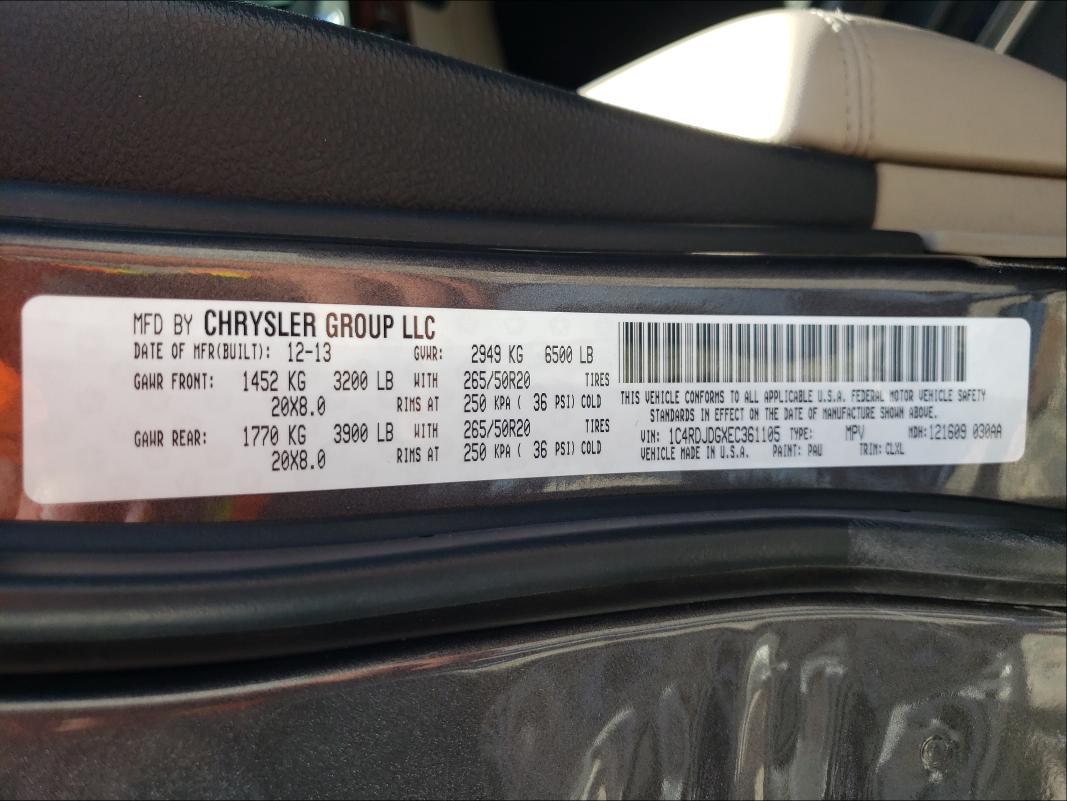 MFD BY CHRYSLER GROUP LLC
DATE OF MFR(BUILT): 12-13 GVWR: 2949 KG 6500 LB
GAWR FRONT: 1452 KG 3200 LB WITH 265/50R20 TIRES
20X8.0 RIMS AT 250 KPA ( 36 PSI) COLD
GAWR REAR: 1770 KG 3900 LB WITH 265/50R20 TIRES
20X8.0 RIMS AT 250 KPA ( 36 PSI) COLD
THIS VEHICLE CONFORMS TO ALL APPLICABLE U.S.A. FEDERAL MOTOR VEHICLE SAFETY
STANDARDS IN EFFECT ON THE DATE OF MANUFACTURE SHOWN ABOVE.
VIN: 1C4RDJDGXEC361105 TYPE: MPV MDH:121609 030AA
VEHICLE MADE IN U.S.A. PAINT: PAU TRIM: CLXL